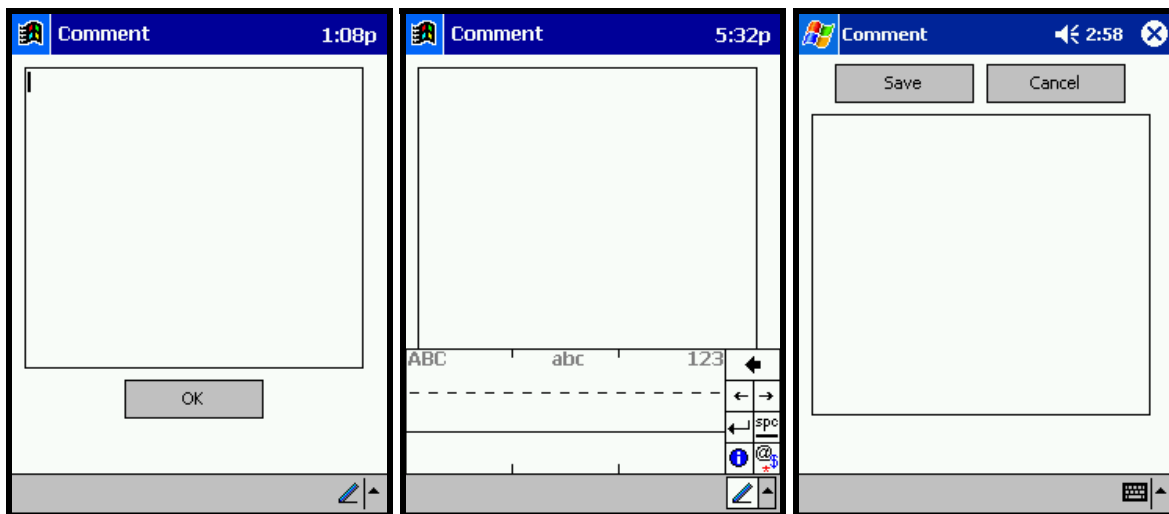 Comment 1:08p
OK
Comment 5:32p
ABC abc 123
spc
@$
*
Comment 2:58
Save Cancel